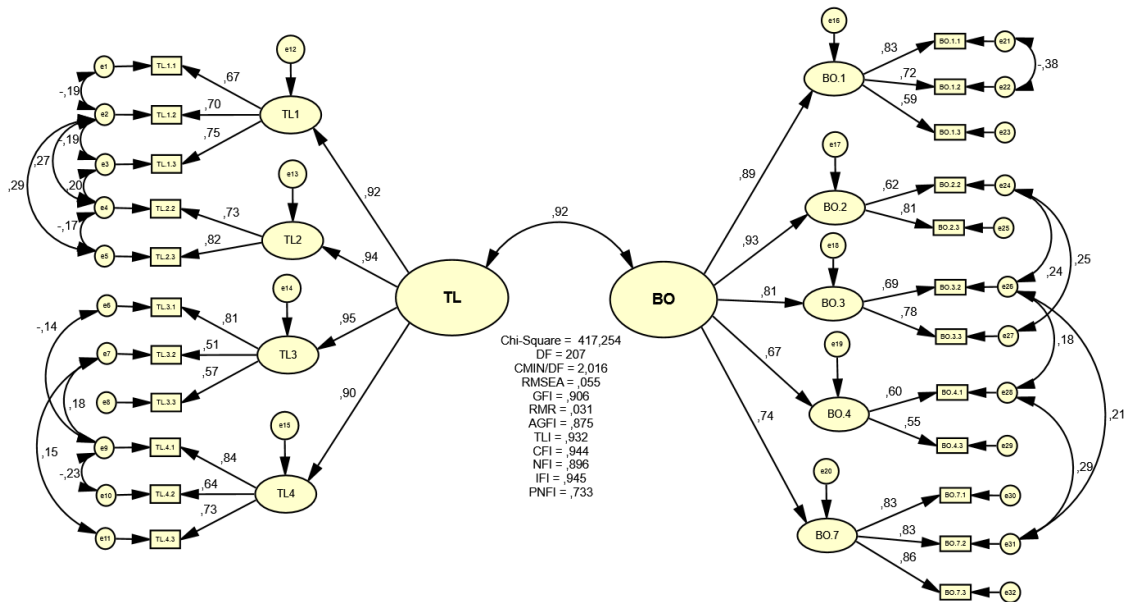 e1
TL.1.1
,67
-,19
e2
TL.1.2
,70
-,19
e3
TL.1.3
,75
,27
,29
,20
e4
TL.2.2
,73
-,17
e5
TL.2.3
,82
e12
TL1
e13
TL2
,92
,94
e6
TL.3.1
,81
-,14
e7
TL.3.2
,51
e8
TL.3.3
,57
,18
,15
e9
TL.4.1
,84
-,23
e10
TL.4.2
,64
e11
TL.4.3
,73
e14
TL3
e15
TL4
,95
,90
TL
,92
BO
Chi-Square = 417,254
DF = 207
CMIN/DF = 2,016
RMSEA = ,055
GFI = ,906
RMR = ,031
AGFI = ,875
TLI = ,932
CFI = ,944
NFI = ,896
IFI = ,945
PNFI = ,733
,89
,93
,81
,67
,74
e16
BO.1
,83
BO.1.1
e21
-,38
,72
BO.1.2
e22
,59
BO.1.3
e23
e17
BO.2
,62
BO.2.2
e24
,81
BO.2.3
e25
,24
,25
e18
BO.3
,69
BO.3.2
e26
,78
BO.3.3
e27
,18
,21
e19
BO.4
,60
BO.4.1
e28
,55
BO.4.3
e29
,29
e20
BO.7
,83
BO.7.1
e30
,83
BO.7.2
e31
,86
BO.7.3
e32